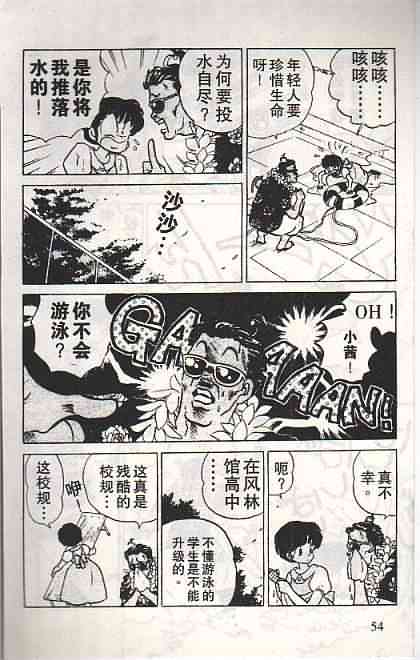 咳咳……
咳咳……
年轻人要
珍惜生命
呀！
为何要投
水自尽？
是你将
我推落
水的！
沙沙…
OH！
小茜！
GA
AAAN!
你不会
游泳？
真不
幸。
呃？
在风林
馆高中
……
不懂游泳的
学生是不能
升级的。
这真是
残酷的
校规…
咿
这校规…
54